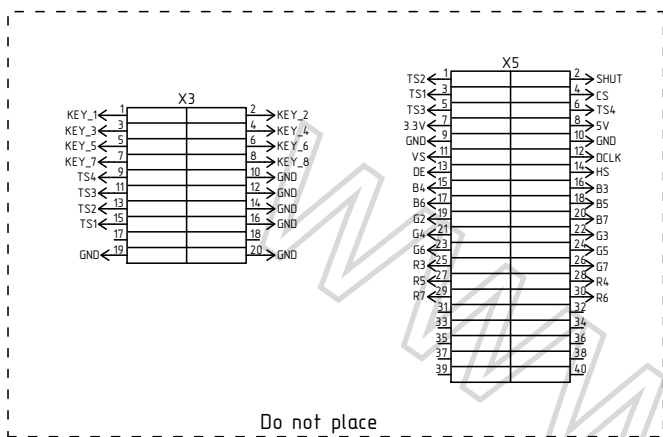 X3
KEY_1 1 2 KEY_2
KEY_3 3 4 KEY_4
KEY_5 5 6 KEY_6
KEY_7 7 8 KEY_8
TS4 9 10 GND
TS3 11 12 GND
TS2 13 14 GND
TS1 15 16 GND
17 18
GND 19 20 GND
X5
TS2 1 2 SHUT
TS1 3 4 CS
TS3 5 6 TS4
3.3V 7 8 5V
GND 9 10 GND
VS 11 12 DCLK
DE 13 14 HS
B4 15 16 B3
B6 17 18 B5
G2 19 20 B7
G4 21 22 G3
G6 23 24 G5
R3 25 26 G7
R5 27 28 R4
R7 29 30 R6
31 32
33 34
35 36
37 38
39 40
Do not place